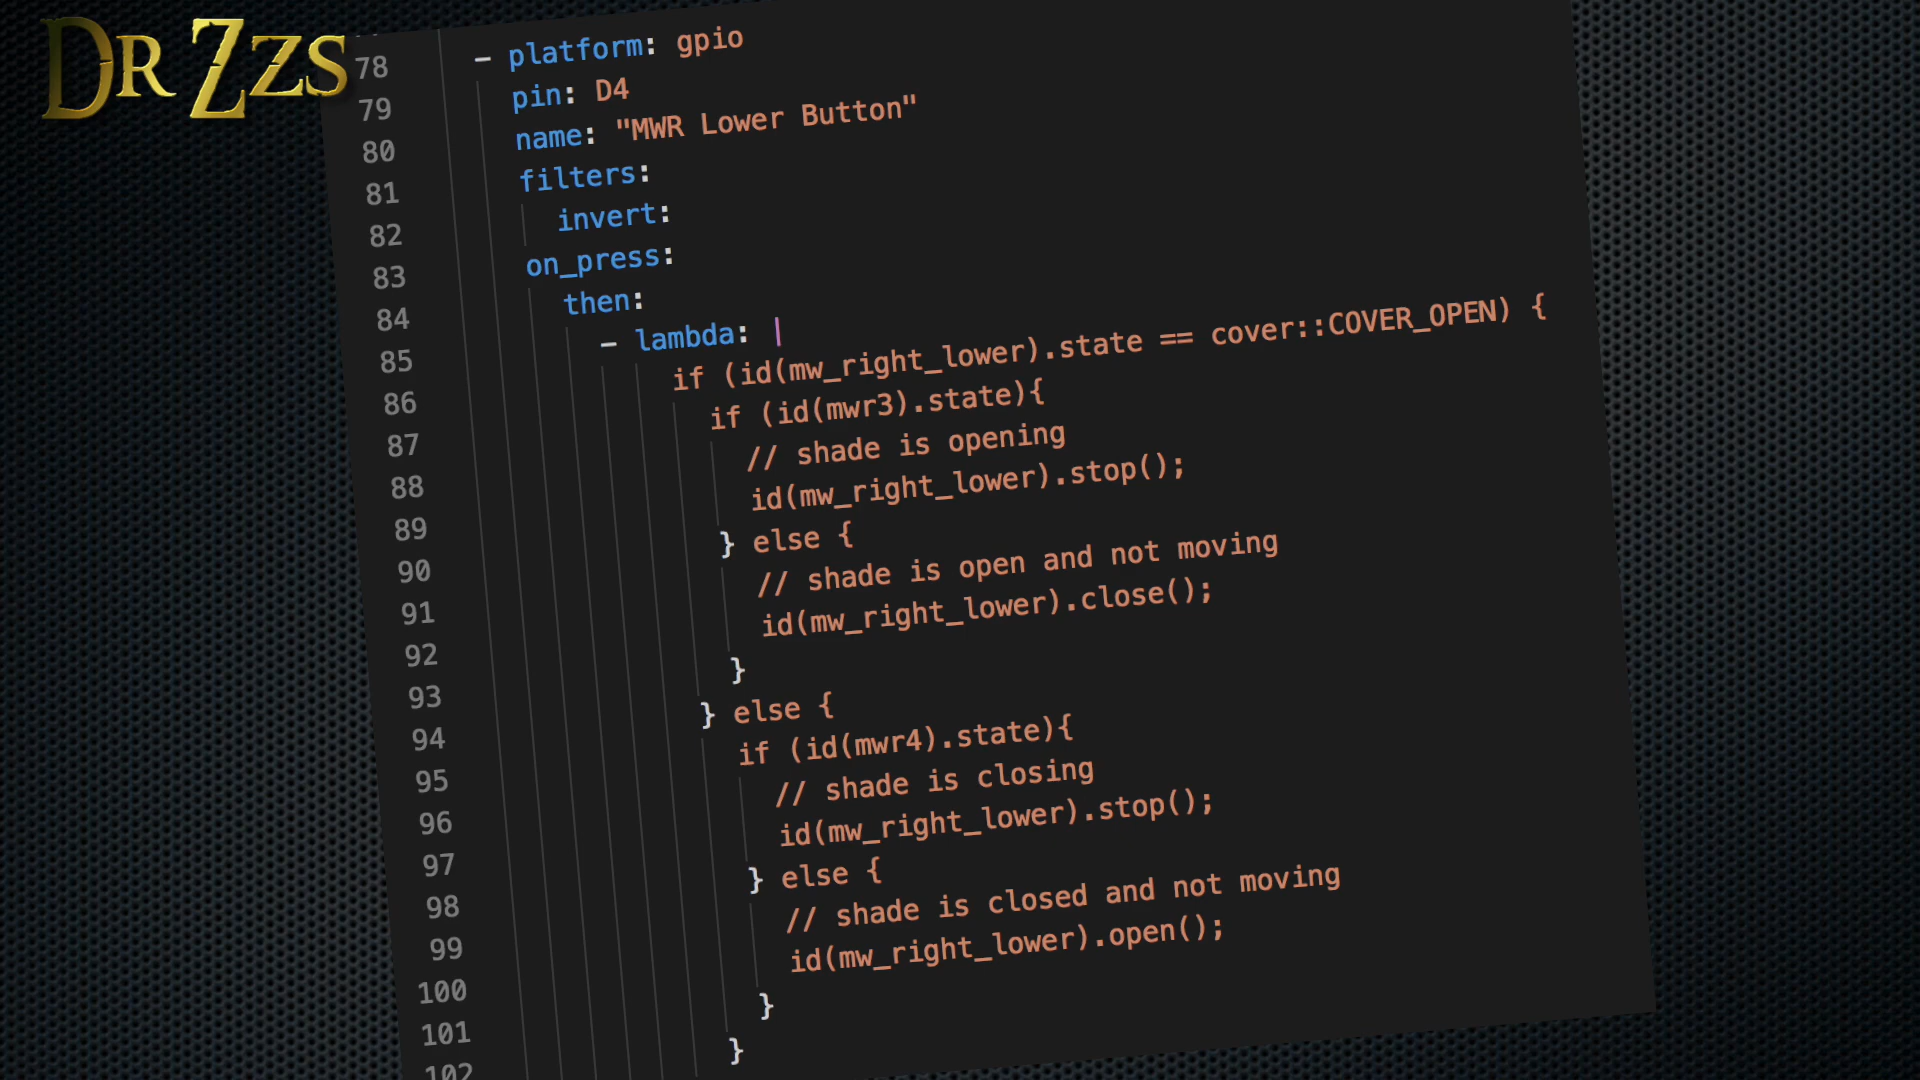 DR ZZS
78 - platform: gpio
79 pin: D4
80 name: "MWR Lower Button"
81 filters:
82 invert:
83 on_press:
84 then:
85 - lambda: |
86 if (id(mw_right_lower).state == cover::COVER_OPEN) {
87 if (id(mwr3).state){
88 // shade is opening
89 id(mw_right_lower).stop();
90 } else {
91 // shade is open and not moving
92 id(mw_right_lower).close();
93 }
94 } else {
95 if (id(mwr4).state){
96 // shade is closing
97 id(mw_right_lower).stop();
98 } else {
99 // shade is closed and not moving
100 id(mw_right_lower).open();
101 }
102 }